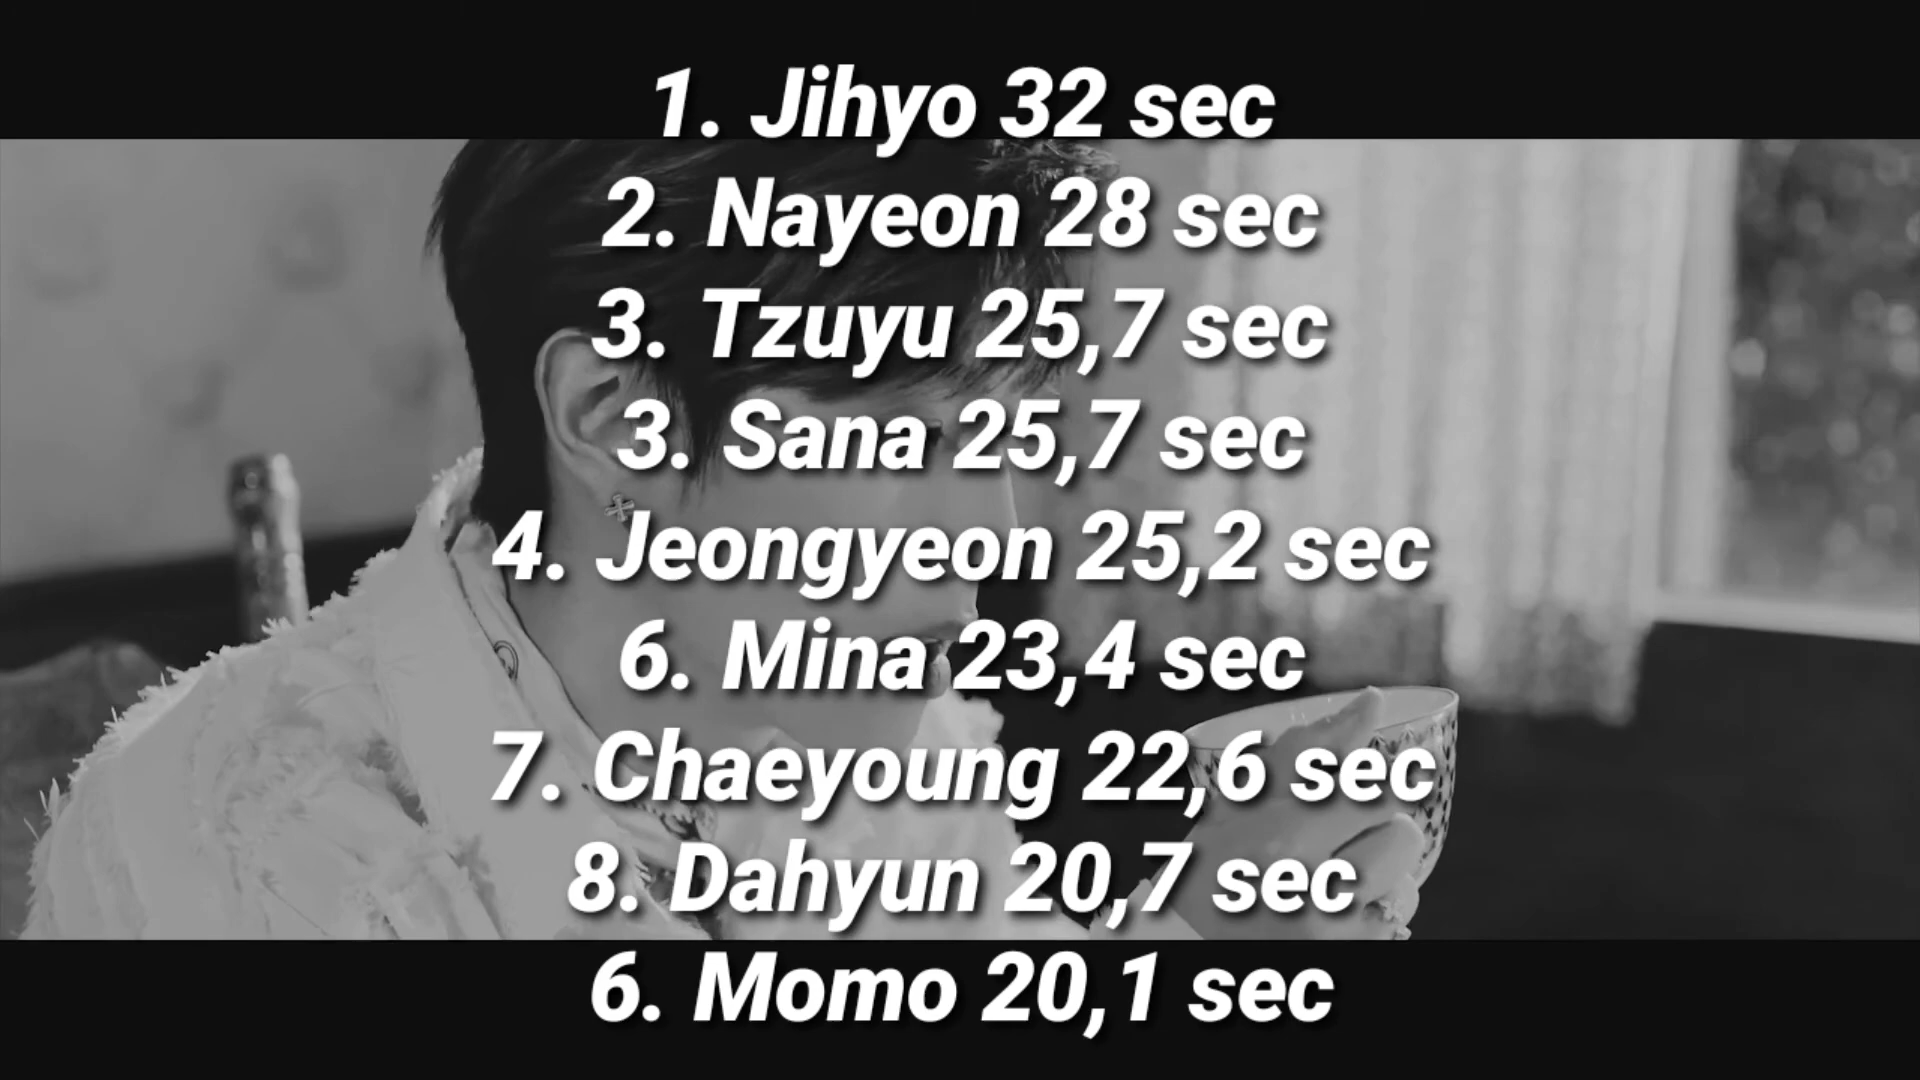 1. Jihyo 32 sec
2. Nayeon 28 sec
3. Tzuyu 25,7 sec
3. Sana 25,7 sec
4. Jeongyeon 25,2 sec
6. Mina 23,4 sec
7. Chaeyoung 22,6 sec
8. Dahyun 20,7 sec
6. Momo 20,1 sec